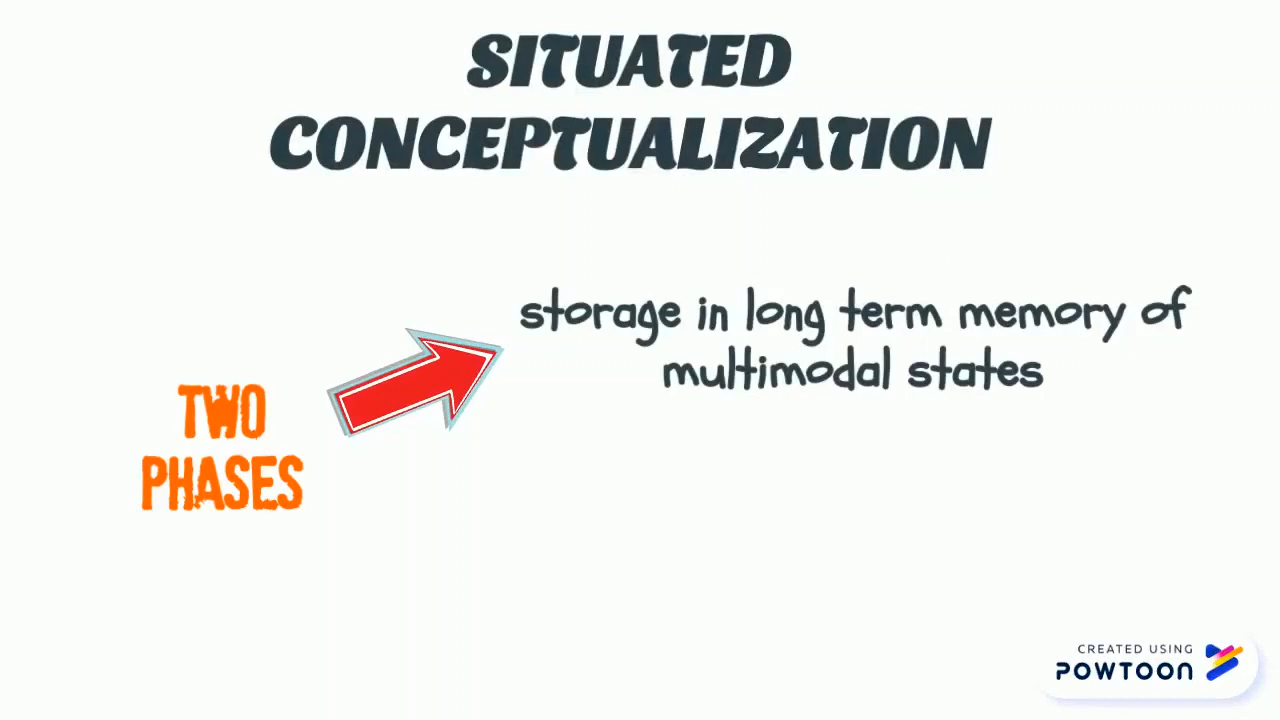 SITUATED
CONCEPTUALIZATION
storage in long term memory of
multimodal states
TWO
PHASES
CREATED USING
POWTOON